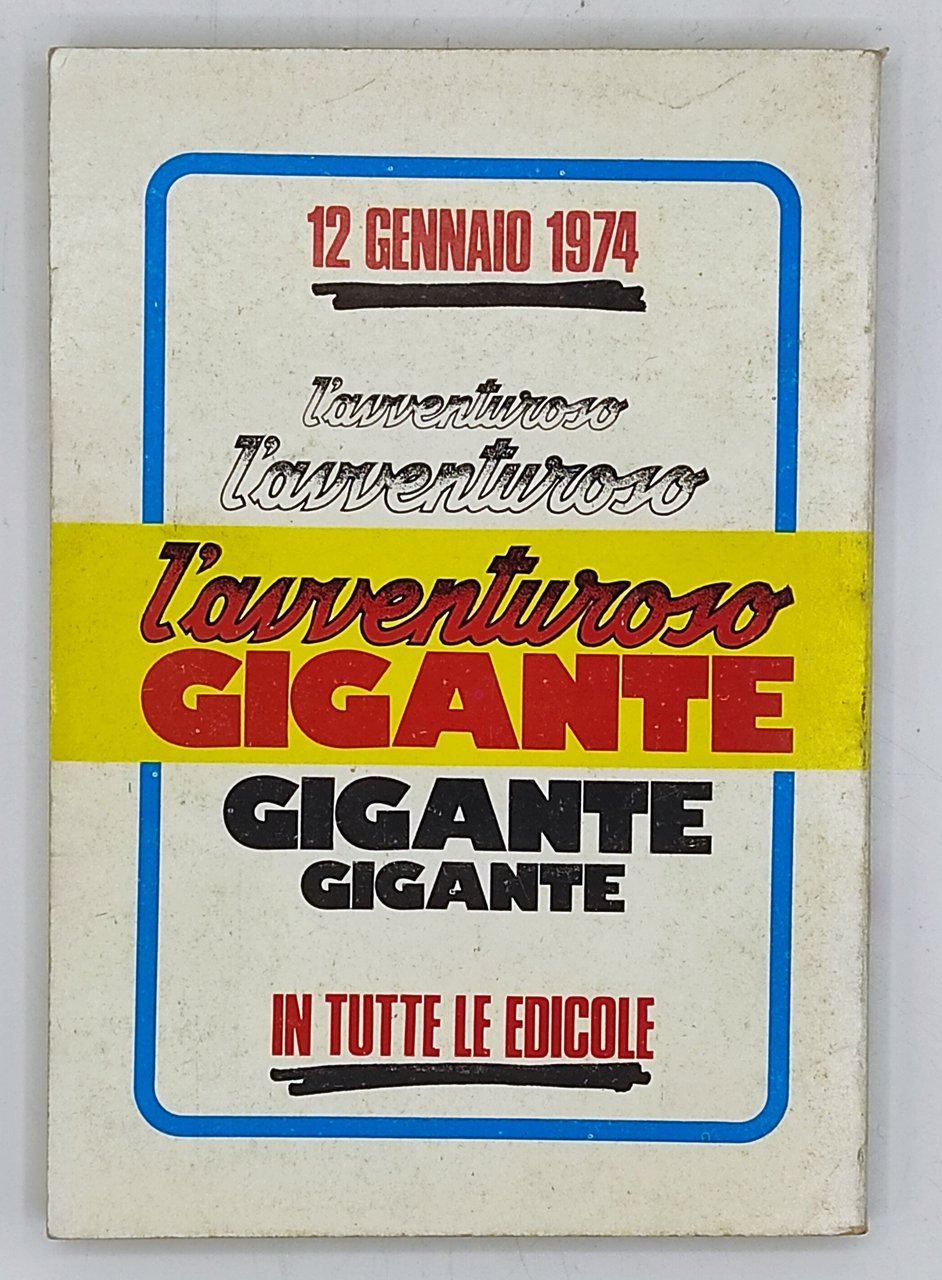 12 GENNAIO 1974
l'avventuroso
l'avventuroso
l'avventuroso
GIGANTE
GIGANTE
GIGANTE
IN TUTTE LE EDICOLE